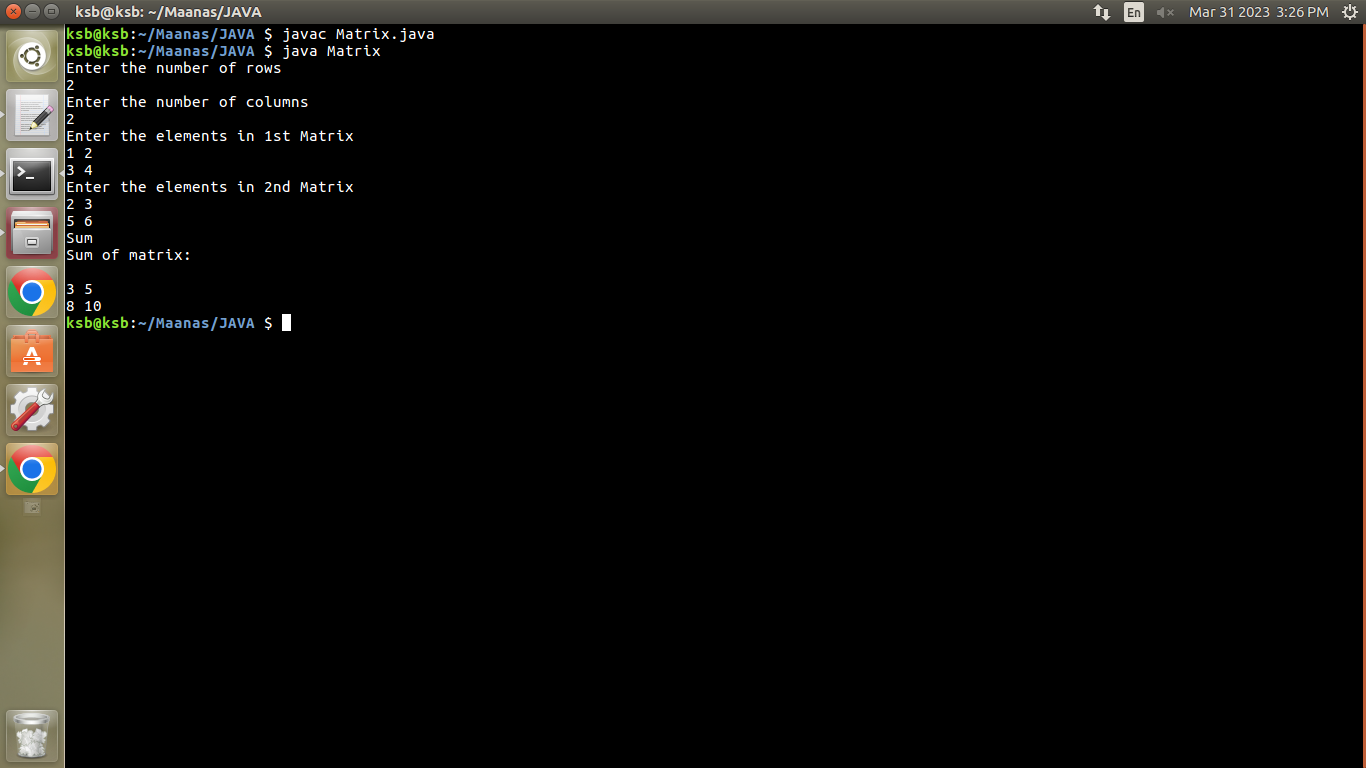 ksb@ksb: ~/Maanas/JAVA
En
Mar 31 2023 3:26 PM
ksb@ksb:~/Maanas/JAVA $ javac Matrix.java
ksb@ksb:~/Maanas/JAVA $ java Matrix
Enter the number of rows
2
Enter the number of columns
2
Enter the elements in 1st Matrix
1 2
3 4
Enter the elements in 2nd Matrix
2 3
5 6
Sum
Sum of matrix:
3 5
8 10
ksb@ksb:~/Maanas/JAVA $